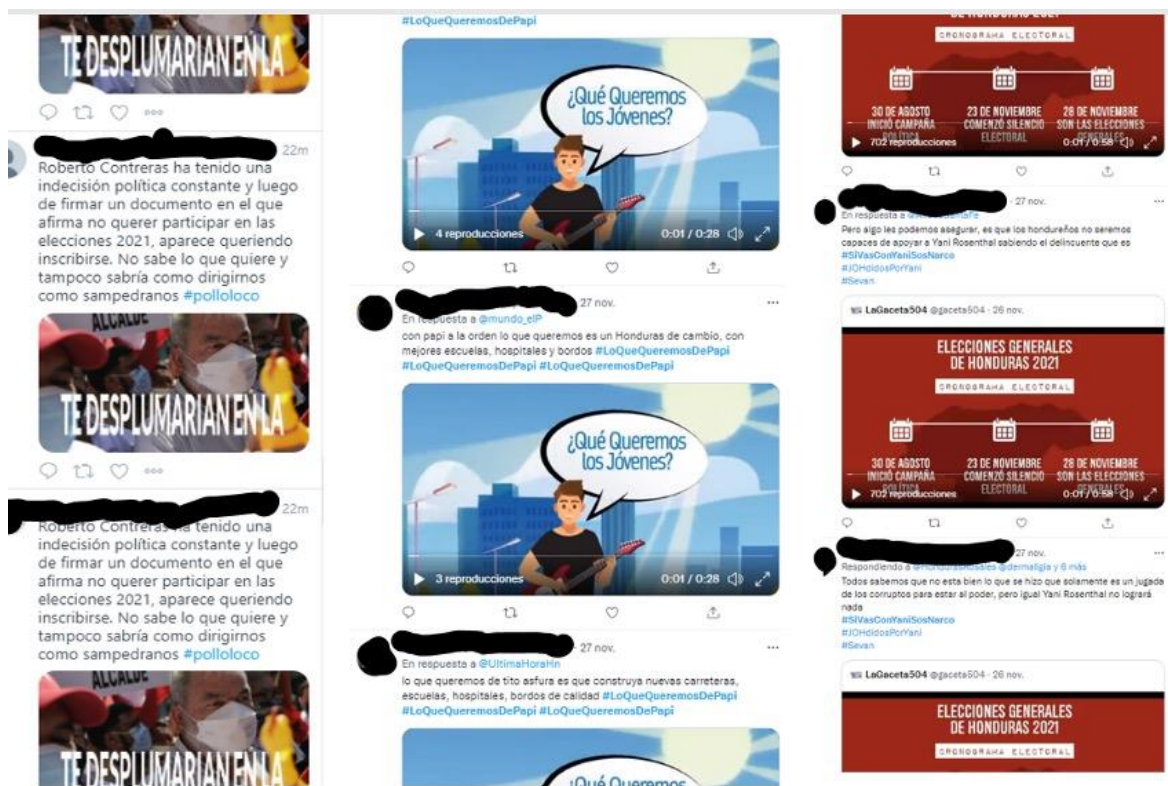 TE DESPLUMARIAN EN LA
22m
Roberto Contreras ha tenido una
indecisión política constante y luego
de firmar un documento en el que
afirma no querer participar en las
elecciones 2021, aparece queriendo
inscribirse. No sabe lo que quiere y
tampoco sabría como dirigirnos
como sampedranos #polloloco
ALCALDE
TE DESPLUMARIAN EN LA
22m
Roberto Contreras ha tenido una
indecisión política constante y luego
de firmar un documento en el que
afirma no querer participar en las
elecciones 2021, aparece queriendo
inscribirse. No sabe lo que quiere y
tampoco sabría como dirigirnos
como sampedranos #polloloco
ALCALDE
TE DESPLUMARIAN EN LA
#LoQueQueremosDePapi
¿Qué Queremos
los Jóvenes?
4 reproducciones
0:01 / 0:28
27 nov.
En respuesta a @mundo_elP
con papi a la orden lo que queremos es un Honduras de cambio, con
mejores escuelas, hospitales y bordos #LoQueQueremosDePapi
#LoQueQueremosDePapi #LoQueQueremosDePapi
¿Qué Queremos
los Jóvenes?
3 reproducciones
0:01 / 0:28
· 27 nov.
En respuesta a @UltimaHoraHn
lo que queremos de tito asfura es que construya nuevas carreteras,
escuelas, hospitales, bordos de calidad #LoQueQueremosDePapi
#LoQueQueremosDePapi #LoQueQueremosDePapi
¿Qué Queremos
DE HONDURAS 2021
CRONOGRAMA ELECTORAL
30 DE AGOSTO
INICIÓ CAMPAÑA
POLÍTICA
23 DE NOVIEMBRE
COMENZÓ SILENCIO
ELECTORAL
28 DE NOVIEMBRE
SON LAS ELECCIONES
GENERALES
702 reproducciones
0:01 / 0:58
· 27 nov.
En respuesta a
Pero algo les podemos asegurar, es que los hondureños no seremos
capaces de apoyar a Yani Rosenthal sabiendo el delincuente que es
#SiVasConYaniSosNarco
#JOHdidosPorYani
#Sevan
LaGaceta504 @gaceta504 · 26 nov.
ELECCIONES GENERALES
DE HONDURAS 2021
CRONOGRAMA ELECTORAL
30 DE AGOSTO
INICIÓ CAMPAÑA
POLÍTICA
23 DE NOVIEMBRE
COMENZÓ SILENCIO
ELECTORAL
28 DE NOVIEMBRE
SON LAS ELECCIONES
GENERALES
702 reproducciones
0:01 / 0:58
27 nov.
Respondiendo a @HondurasRosales @dermaligia y 6 más
Todos sabemos que no esta bien lo que se hizo que solamente es un jugada
de los corruptos para estar al poder, pero igual Yani Rosenthal no logrará
nada
#SiVasConYaniSosNarco
#JOHdidosPorYani
#Sevan
LaGaceta504 @gaceta504 · 26 nov.
ELECCIONES GENERALES
DE HONDURAS 2021
CRONOGRAMA ELECTORAL